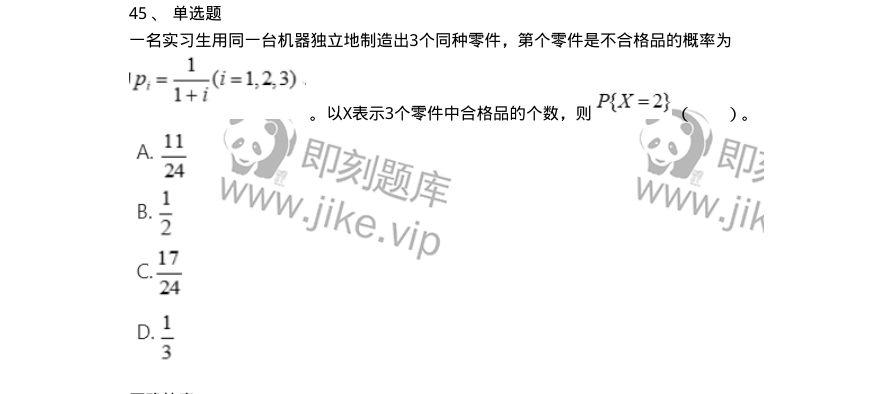 45 、 单选题
一名实习生用同一台机器独立地制造出3个同种零件，第个零件是不合格品的概率为
p_i = 1/(1+i) (i=1,2,3)
。以X表示3个零件中合格品的个数，则 P{X=2} （  ）。
A. 11/24
B. 1/2
C. 17/24
D. 1/3
即刻题库
www.jike.vip
即刻
www.jik